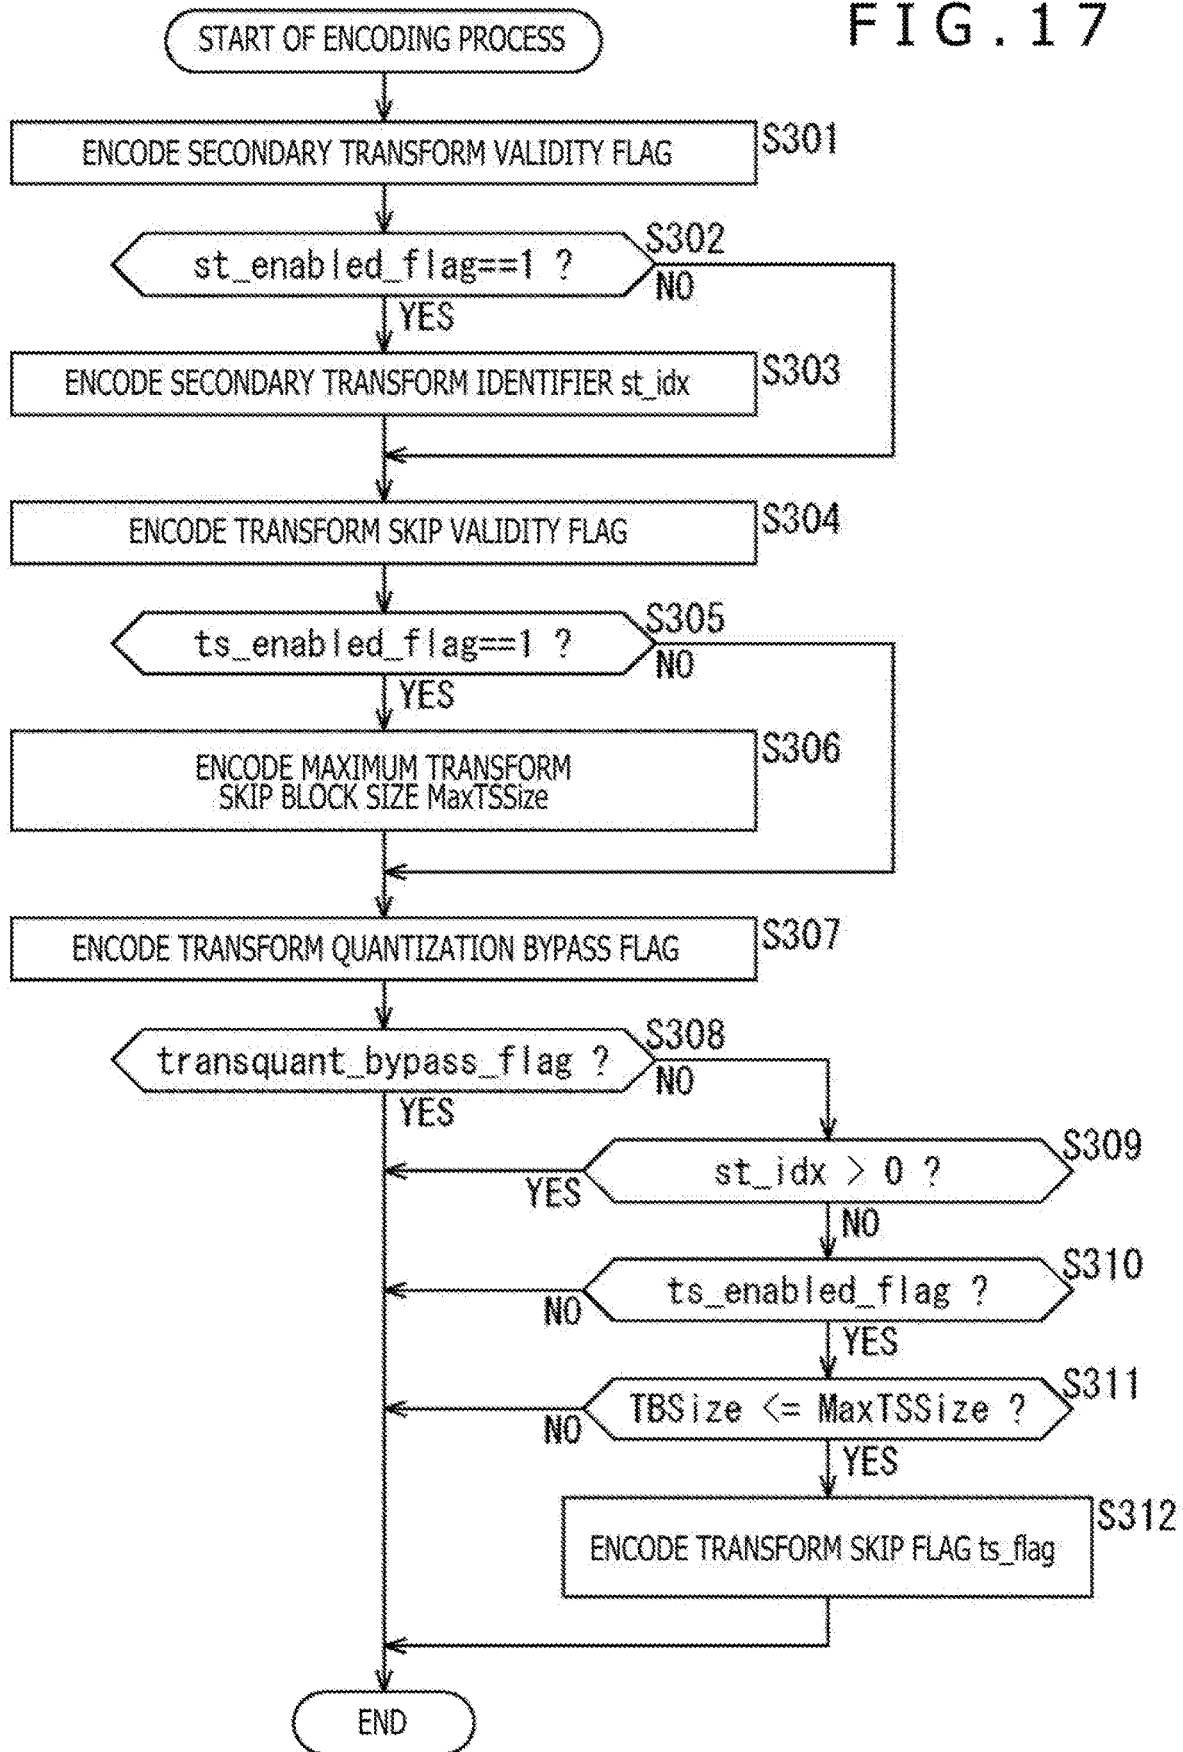 FIG.17
START OF ENCODING PROCESS
ENCODE SECONDARY TRANSFORM VALIDITY FLAG
S301
st_enabled_flag==1 ?
S302
NO
YES
ENCODE SECONDARY TRANSFORM IDENTIFIER st_idx
S303
ENCODE TRANSFORM SKIP VALIDITY FLAG
S304
ts_enabled_flag==1 ?
S305
NO
YES
ENCODE MAXIMUM TRANSFORM
SKIP BLOCK SIZE MaxTSSize
S306
ENCODE TRANSFORM QUANTIZATION BYPASS FLAG
S307
transquant_bypass_flag ?
S308
NO
YES
st_idx > 0 ?
S309
YES
NO
ts_enabled_flag ?
S310
NO
YES
TBSize <= MaxTSSize ?
S311
NO
YES
ENCODE TRANSFORM SKIP FLAG ts_flag
S312
END